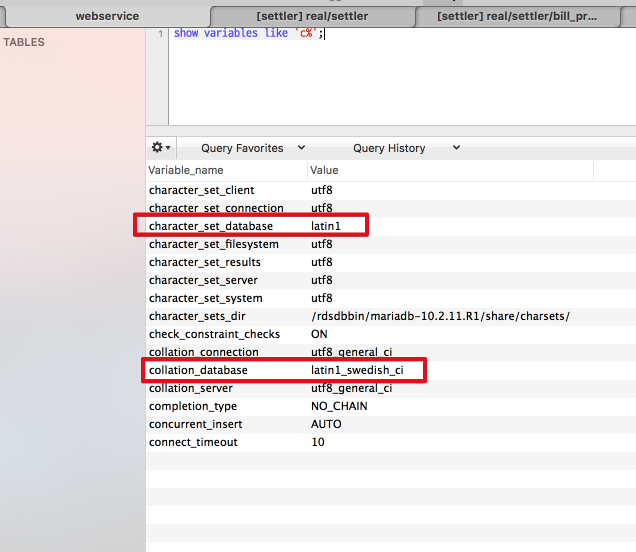 webservice
[settler] real/settler
[settler] real/settler/bill_pr...
TABLES
1 show variables like 'c%';
Query Favorites
Query History
Variable_name Value
character_set_client utf8
character_set_connection utf8
character_set_database latin1
character_set_filesystem utf8
character_set_results utf8
character_set_server utf8
character_set_system utf8
character_sets_dir /rdsdbbin/mariadb-10.2.11.R1/share/charsets/
check_constraint_checks ON
collation_connection utf8_general_ci
collation_database latin1_swedish_ci
collation_server utf8_general_ci
completion_type NO_CHAIN
concurrent_insert AUTO
connect_timeout 10